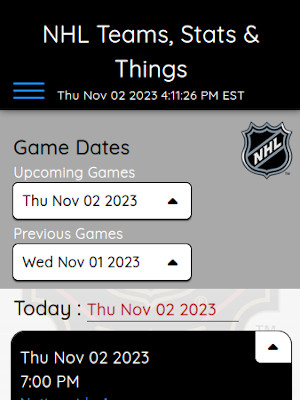 NHL Teams, Stats &
Things
Thu Nov 02 2023 4:11:26 PM EST
NHL
Game Dates
Upcoming Games
Thu Nov 02 2023
Previous Games
Wed Nov 01 2023
Today : Thu Nov 02 2023
TM
Thu Nov 02 2023
7:00 PM